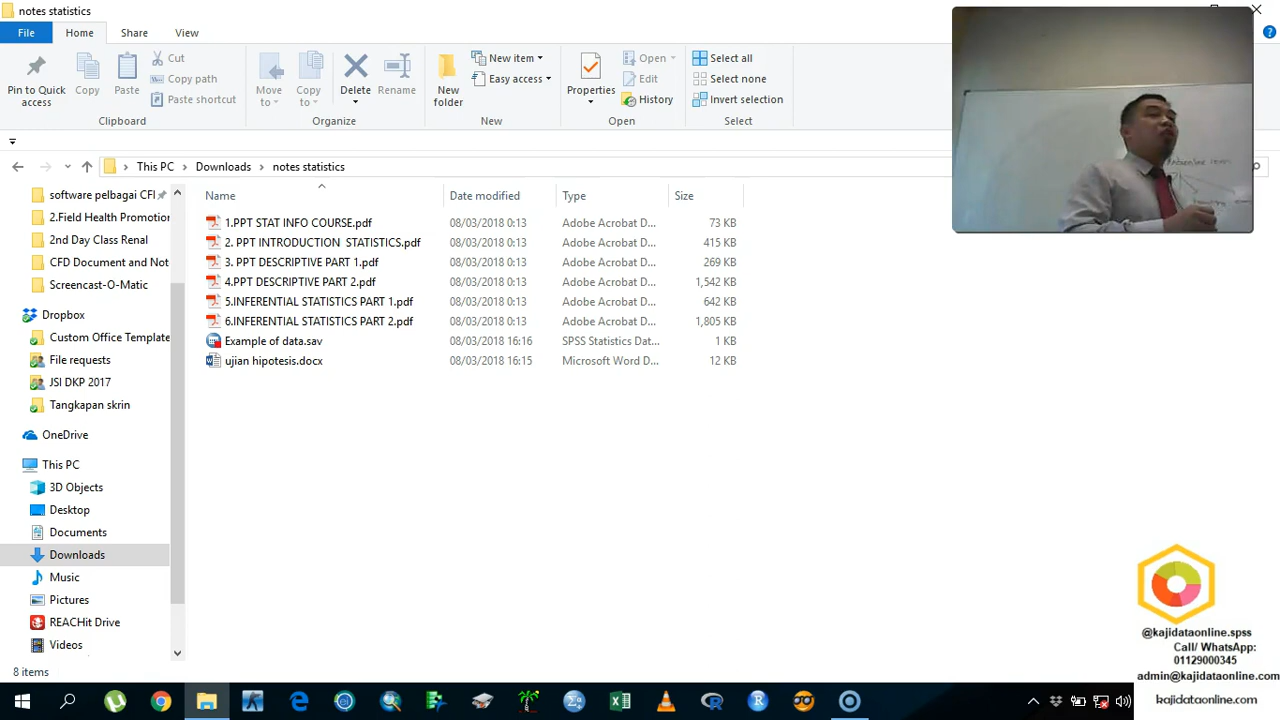 notes statistics
File Home Share View
Pin to Quick access
Copy
Paste
Cut
Copy path
Paste shortcut
Clipboard
Move to
Copy to
Delete
Rename
Organize
New folder
New item
Easy access
New
Properties
Open
Edit
History
Open
Select all
Select none
Invert selection
Select
This PC > Downloads > notes statistics
software pelbagai CFI
2.Field Health Promotion
2nd Day Class Renal
CFD Document and Not
Screencast-O-Matic
Dropbox
Custom Office Template
File requests
JSI DKP 2017
Tangkapan skrin
OneDrive
This PC
3D Objects
Desktop
Documents
Downloads
Music
Pictures
REACHit Drive
Videos
Name Date modified Type Size
1.PPT STAT INFO COURSE.pdf 08/03/2018 0:13 Adobe Acrobat D... 73 KB
2. PPT INTRODUCTION STATISTICS.pdf 08/03/2018 0:13 Adobe Acrobat D... 415 KB
3. PPT DESCRIPTIVE PART 1.pdf 08/03/2018 0:13 Adobe Acrobat D... 269 KB
4.PPT DESCRIPTIVE PART 2.pdf 08/03/2018 0:13 Adobe Acrobat D... 1,542 KB
5.INFERENTIAL STATISTICS PART 1.pdf 08/03/2018 0:13 Adobe Acrobat D... 642 KB
6.INFERENTIAL STATISTICS PART 2.pdf 08/03/2018 0:13 Adobe Acrobat D... 1,805 KB
Example of data.sav 08/03/2018 16:16 SPSS Statistics Dat... 1 KB
ujian hipotesis.docx 08/03/2018 16:15 Microsoft Word D... 12 KB
8 items
@kajidataonline.spss
Call/ WhatsApp:
01129000345
admin@kajidataonline.com
kajidataonline.com